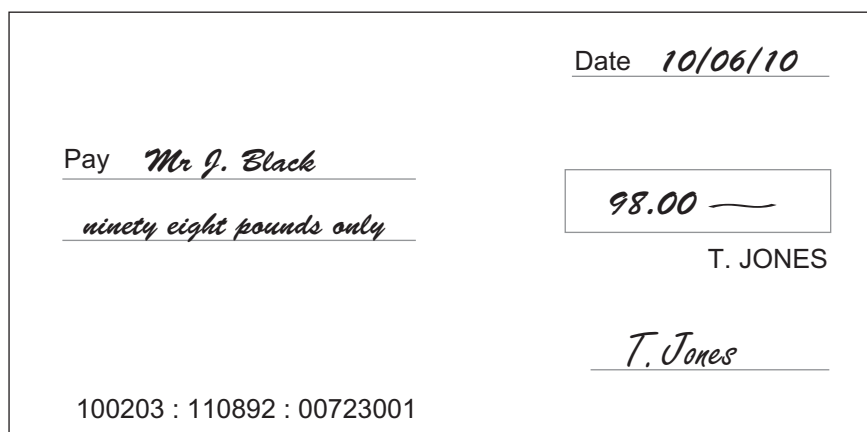 Date 10/06/10
Pay Mr J. Black
ninety eight pounds only
98.00 —
T. JONES
T. Jones
100203 : 110892 : 00723001